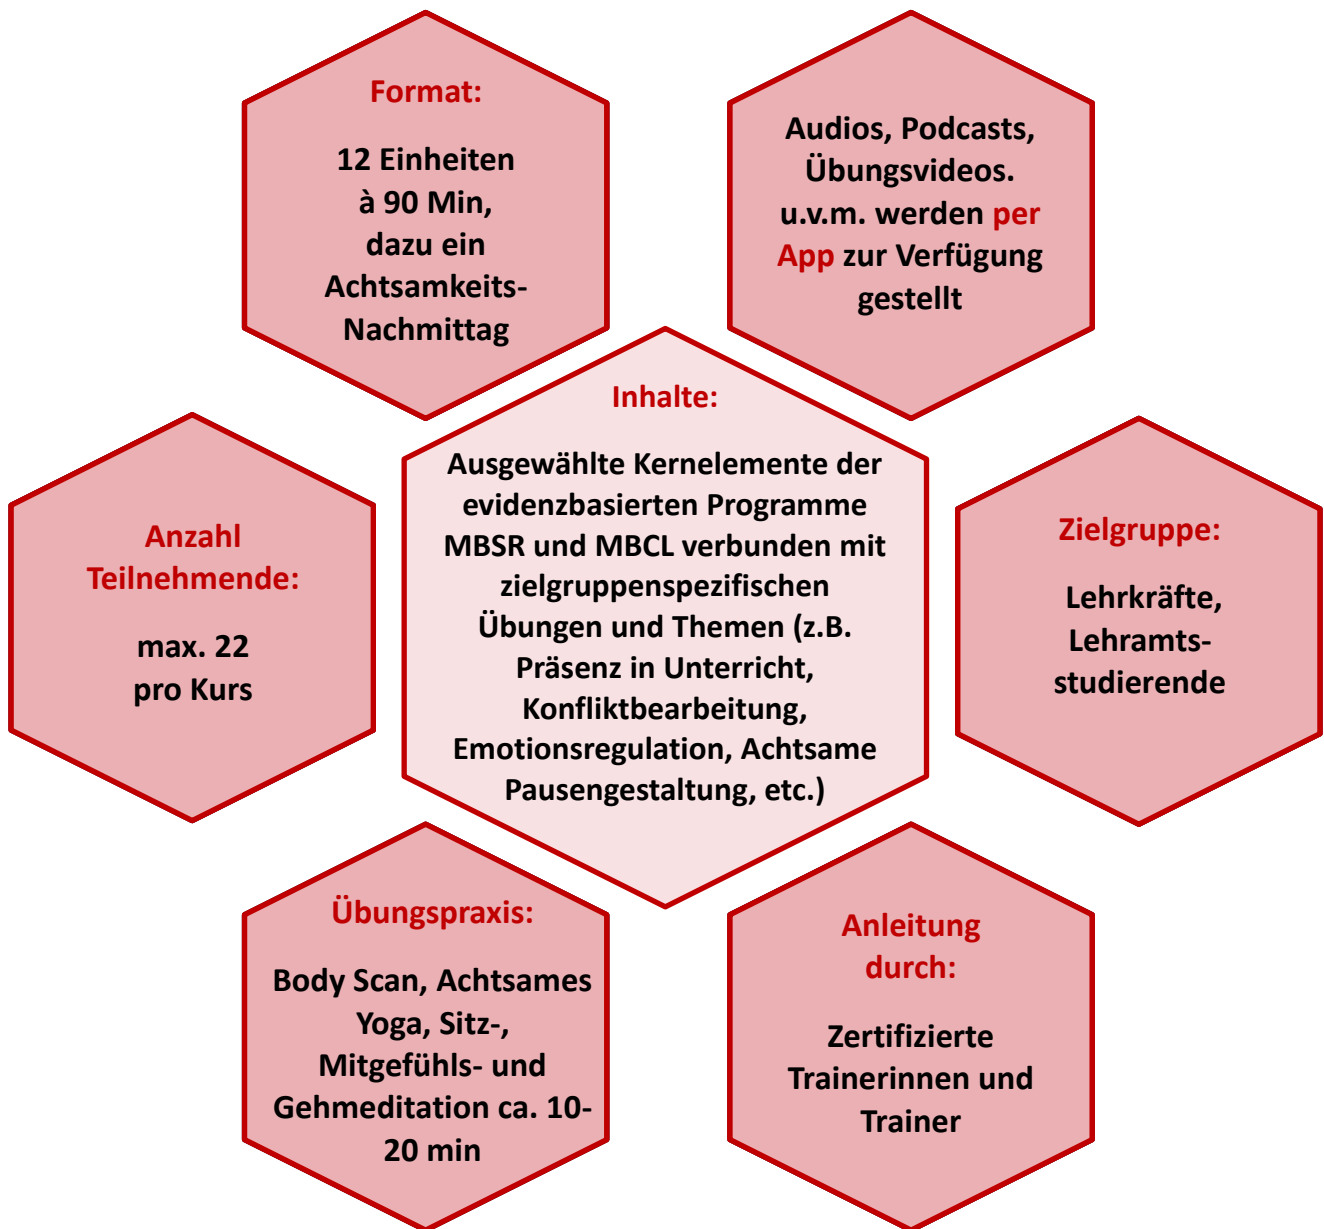 Format:
12 Einheiten
à 90 Min,
dazu ein
Achtsamkeits-
Nachmittag
Audios, Podcasts,
Übungsvideos.
u.v.m. werden per
App zur Verfügung
gestellt
Inhalte:
Ausgewählte Kernelemente der
evidenzbasierten Programme
MBSR und MBCL verbunden mit
zielgruppenspezifischen
Übungen und Themen (z.B.
Präsenz in Unterricht,
Konfliktbearbeitung,
Emotionsregulation, Achtsame
Pausengestaltung, etc.)
Anzahl
Teilnehmende:
max. 22
pro Kurs
Zielgruppe:
Lehrkräfte,
Lehramts-
studierende
Übungspraxis:
Body Scan, Achtsames
Yoga, Sitz-,
Mitgefühls- und
Gehmeditation ca. 10-
20 min
Anleitung
durch:
Zertifizierte
Trainerinnen und
Trainer